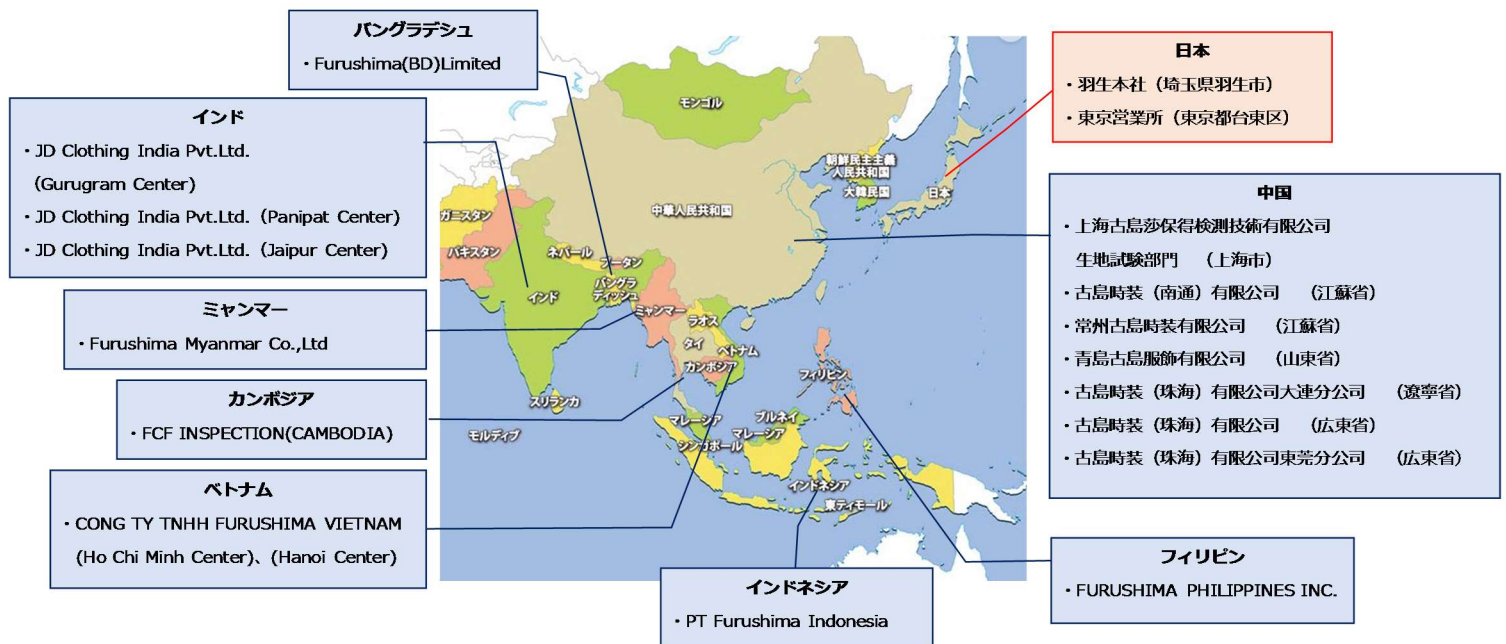 バングラデシュ
・Furushima(BD)Limited
インド
・JD Clothing India Pvt.Ltd.
(Gurugram Center)
・JD Clothing India Pvt.Ltd. (Panipat Center)
・JD Clothing India Pvt.Ltd. (Jaipur Center)
ミャンマー
・Furushima Myanmar Co.,Ltd
カンボジア
・FCF INSPECTION(CAMBODIA)
ベトナム
・CONG TY TNHH FURUSHIMA VIETNAM
(Ho Chi Minh Center)、(Hanoi Center)
インドネシア
・PT Furushima Indonesia
フィリピン
・FURUSHIMA PHILIPPINES INC.
日本
・羽生本社（埼玉県羽生市）
・東京営業所（東京都台東区）
中国
・上海古島莎保得検測技術有限公司
生地試験部門 （上海市）
・古島時装（南通）有限公司 （江蘇省）
・常州古島時装有限公司 （江蘇省）
・青島古島服飾有限公司 （山東省）
・古島時装（珠海）有限公司大連分公司 （遼寧省）
・古島時装（珠海）有限公司 （広東省）
・古島時装（珠海）有限公司東莞分公司 （広東省）
モンゴル
朝鮮民主主義
人民共和国
大韓民国
日本
中華人民共和国
ガニスタン
パキスタン
ネパール
ブータン
バングラ
ディッシュ
インド
ミャンマー
ラオス
タイ
ベトナム
カンボジア
フィリピン
スリランカ
モルディブ
マレーシア
ブルネイ
マレーシア
シンガポール
インドネシア
東ティモール